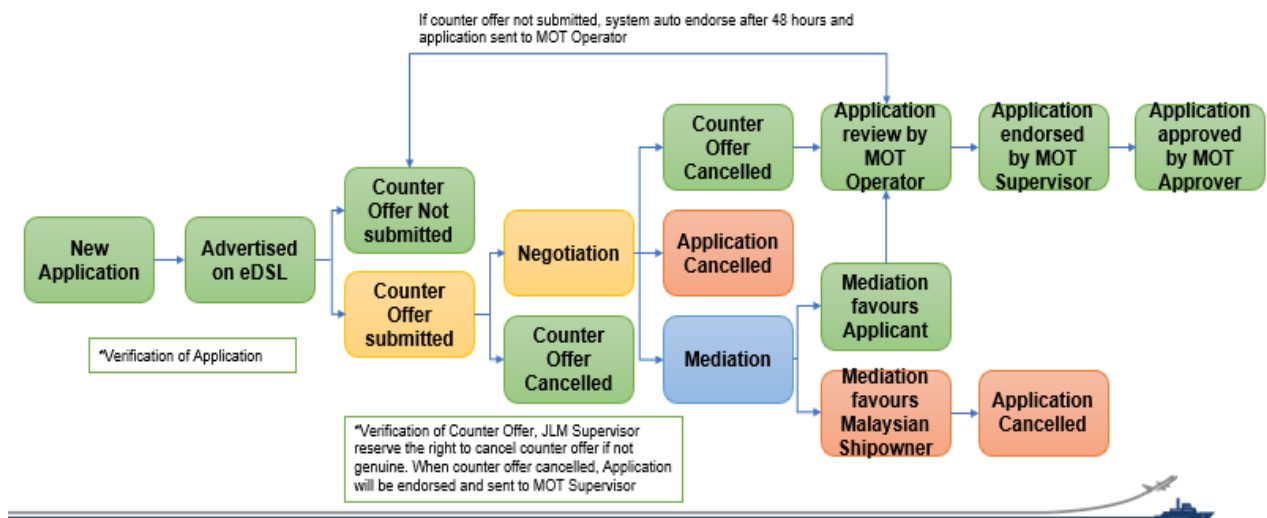 If counter offer not submitted, system auto endorse after 48 hours and
application sent to MOT Operator
New
Application
Advertised
on eDSL
Counter
Offer Not
submitted
Counter
Offer
submitted
Negotiation
Counter
Offer
Cancelled
Counter
Offer
Cancelled
Application
Cancelled
Mediation
Application
review by
MOT
Operator
Application
endorsed
by MOT
Supervisor
Application
approved
by MOT
Approver
Mediation
favours
Applicant
Mediation
favours
Malaysian
Shipowner
Application
Cancelled
*Verification of Application
*Verification of Counter Offer, JLM Supervisor
reserve the right to cancel counter offer if not
genuine. When counter offer cancelled, Application
will be endorsed and sent to MOT Supervisor